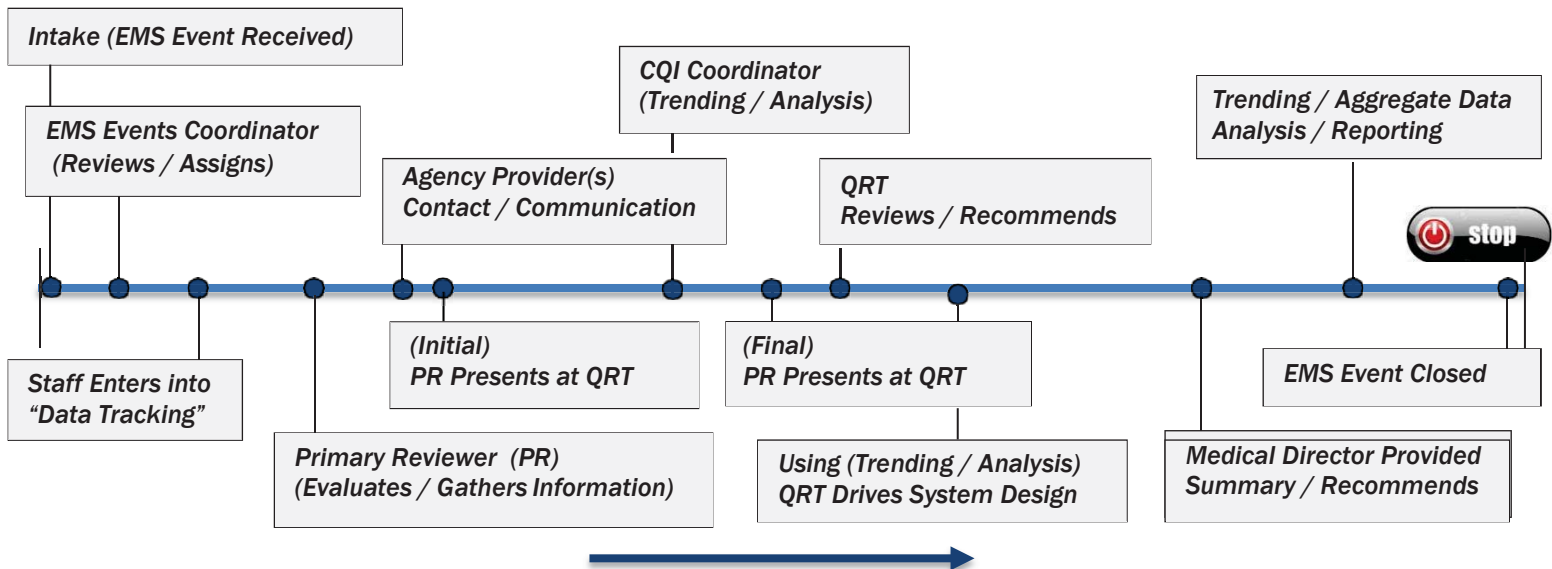 Intake (EMS Event Received)
EMS Events Coordinator
(Reviews / Assigns)
Staff Enters into
“Data Tracking”
Primary Reviewer (PR)
(Evaluates / Gathers Information)
Agency Provider(s)
Contact / Communication
(Initial)
PR Presents at QRT
CQI Coordinator
(Trending / Analysis)
(Final)
PR Presents at QRT
QRT
Reviews / Recommends
Using (Trending / Analysis)
QRT Drives System Design
Medical Director Provided
Summary / Recommends
Trending / Aggregate Data
Analysis / Reporting
EMS Event Closed
stop